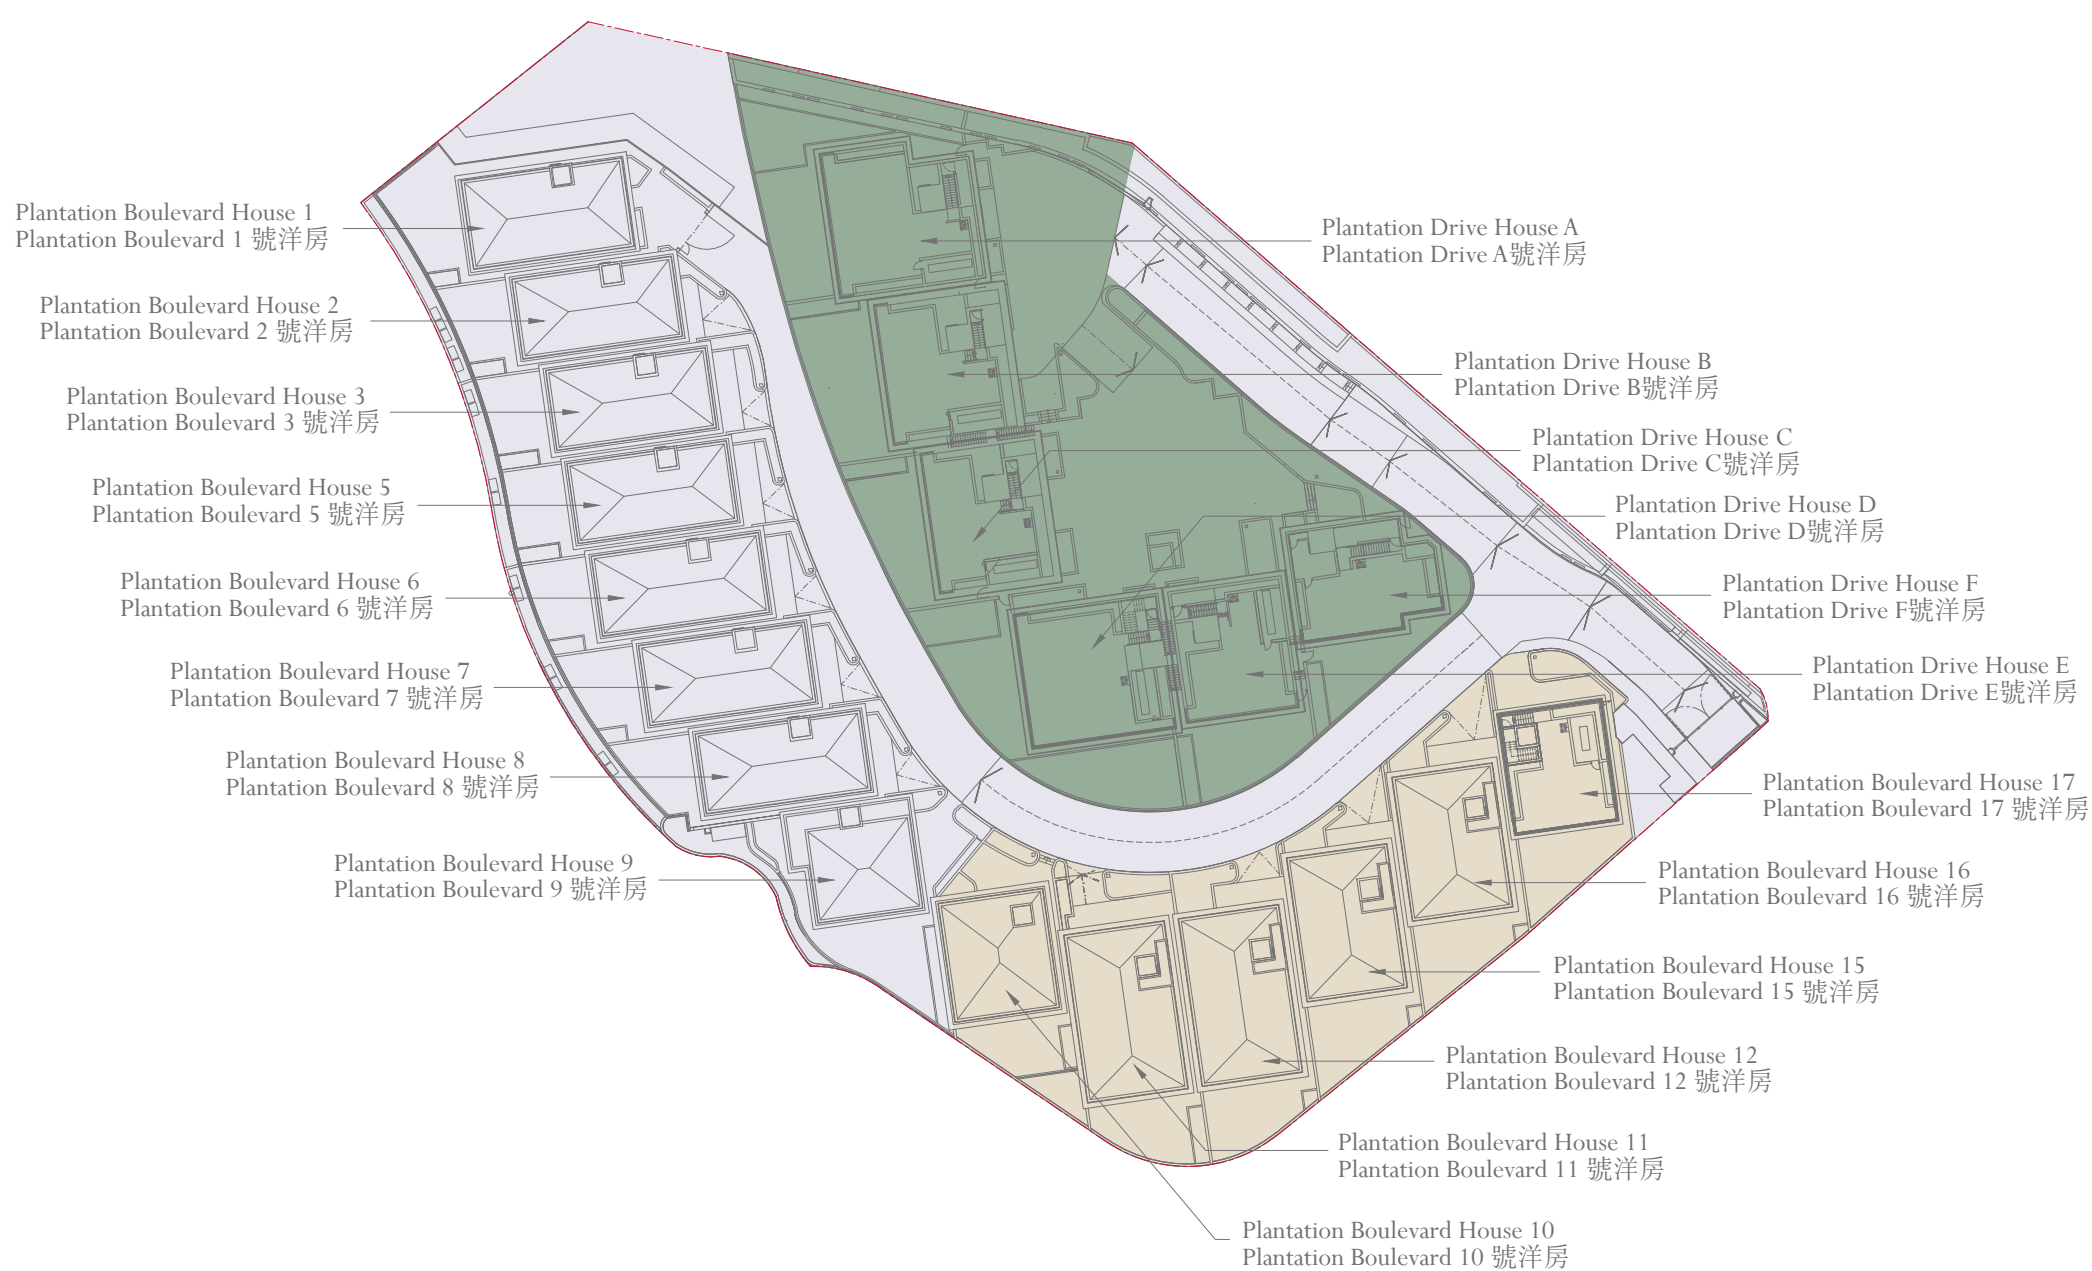 Plantation Boulevard House 1
Plantation Boulevard 1 號洋房
Plantation Boulevard House 2
Plantation Boulevard 2 號洋房
Plantation Boulevard House 3
Plantation Boulevard 3 號洋房
Plantation Boulevard House 5
Plantation Boulevard 5 號洋房
Plantation Boulevard House 6
Plantation Boulevard 6 號洋房
Plantation Boulevard House 7
Plantation Boulevard 7 號洋房
Plantation Boulevard House 8
Plantation Boulevard 8 號洋房
Plantation Boulevard House 9
Plantation Boulevard 9 號洋房
Plantation Drive House A
Plantation Drive A號洋房
Plantation Drive House B
Plantation Drive B號洋房
Plantation Drive House C
Plantation Drive C號洋房
Plantation Drive House D
Plantation Drive D號洋房
Plantation Drive House F
Plantation Drive F號洋房
Plantation Drive House E
Plantation Drive E號洋房
Plantation Boulevard House 17
Plantation Boulevard 17 號洋房
Plantation Boulevard House 16
Plantation Boulevard 16 號洋房
Plantation Boulevard House 15
Plantation Boulevard 15 號洋房
Plantation Boulevard House 12
Plantation Boulevard 12 號洋房
Plantation Boulevard House 11
Plantation Boulevard 11 號洋房
Plantation Boulevard House 10
Plantation Boulevard 10 號洋房